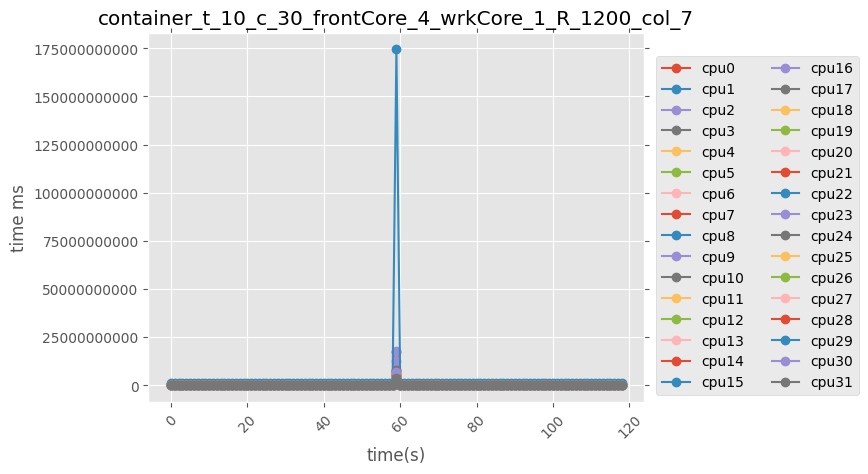 container_t_10_c_30_frontCore_4_wrkCore_1_R_1200_col_7
time ms
175000000000
150000000000
125000000000
100000000000
75000000000
50000000000
25000000000
0
0
20
40
60
80
100
120
time(s)
cpu0
cpu1
cpu2
cpu3
cpu4
cpu5
cpu6
cpu7
cpu8
cpu9
cpu10
cpu11
cpu12
cpu13
cpu14
cpu15
cpu16
cpu17
cpu18
cpu19
cpu20
cpu21
cpu22
cpu23
cpu24
cpu25
cpu26
cpu27
cpu28
cpu29
cpu30
cpu31